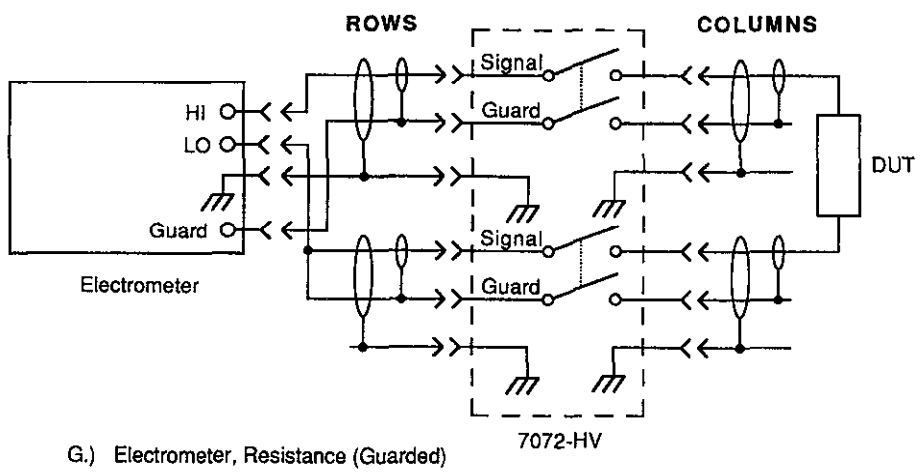 ROWS
COLUMNS
Signal
HI
LO
Guard
DUT
Guard
Signal
Electrometer
Guard
7072-HV
G.) Electrometer, Resistance (Guarded)